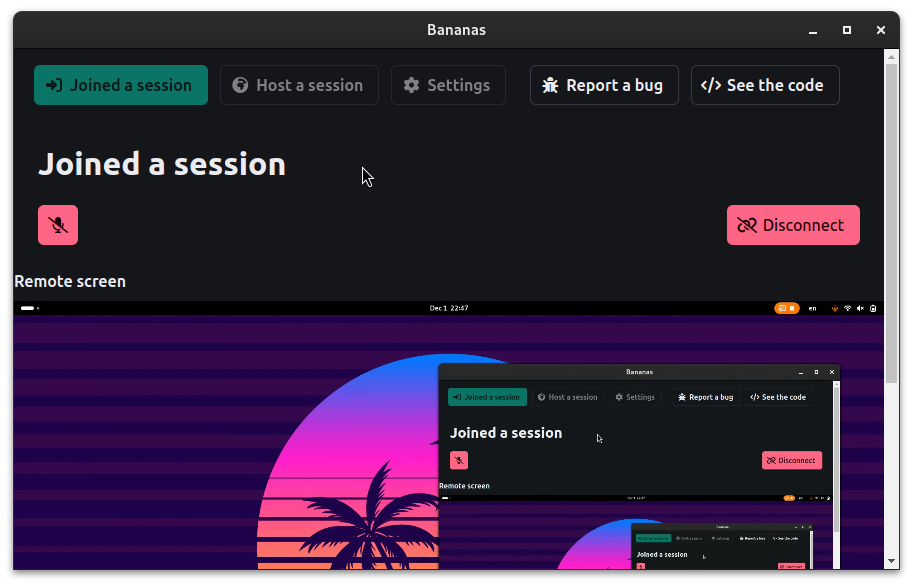 Bananas
Joined a session Host a session Settings Report a bug </> See the code
Joined a session
Disconnect
Remote screen
Dec 1 22:47 en
Bananas
Joined a session Host a session Settings Report a bug </> See the code
Joined a session
Disconnect
Remote screen
Joined a session